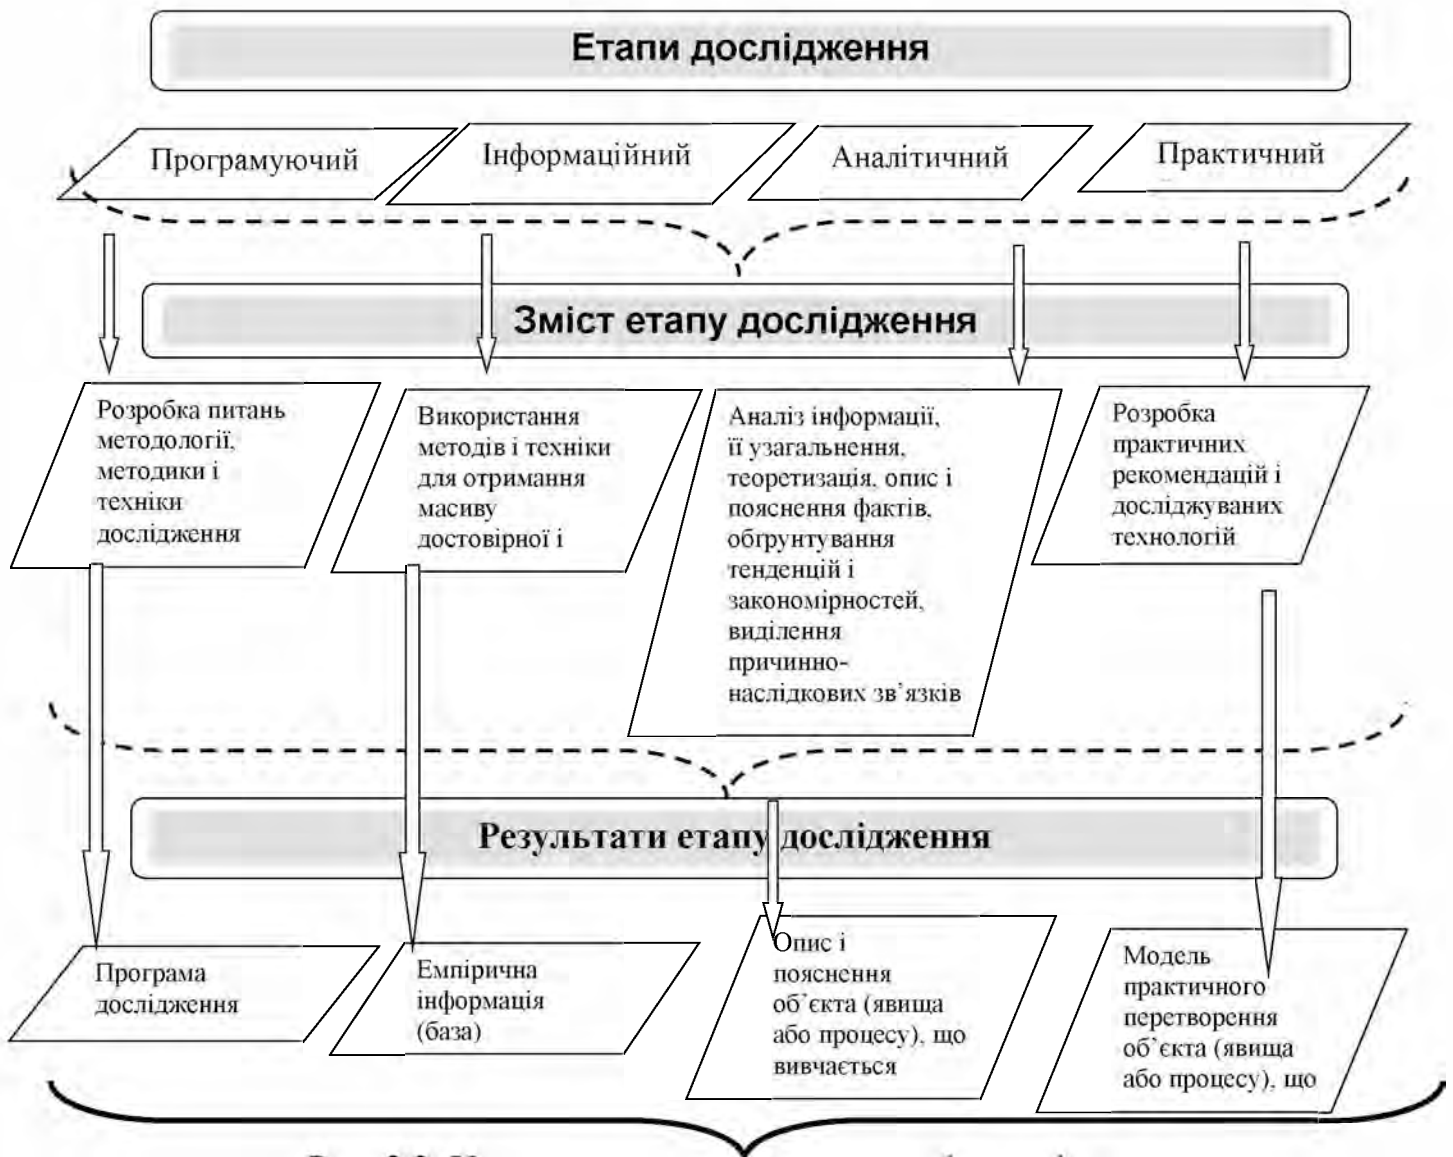 Етапи дослідження
Програмуючий
Інформаційний
Аналітичний
Практичний
Зміст етапу дослідження
Розробка питань
методології,
методики і
техніки
дослідження
Використання
методів і техніки
для отримання
масиву
достовірної і
Аналіз інформації,
її узагальнення,
теоретизація, опис і
пояснення фактів,
обґрунтування
тенденцій і
закономірностей,
виділення
причинно-
наслідкових зв’язків
Розробка
практичних
рекомендацій і
досліджуваних
технологій
Результати етапу дослідження
Програма
дослідження
Емпірична
інформація
(база)
Опис і
пояснення
об’єкта (явища
або процесу), що
вивчається
Модель
практичного
перетворення
об’єкта (явища
або процесу), що